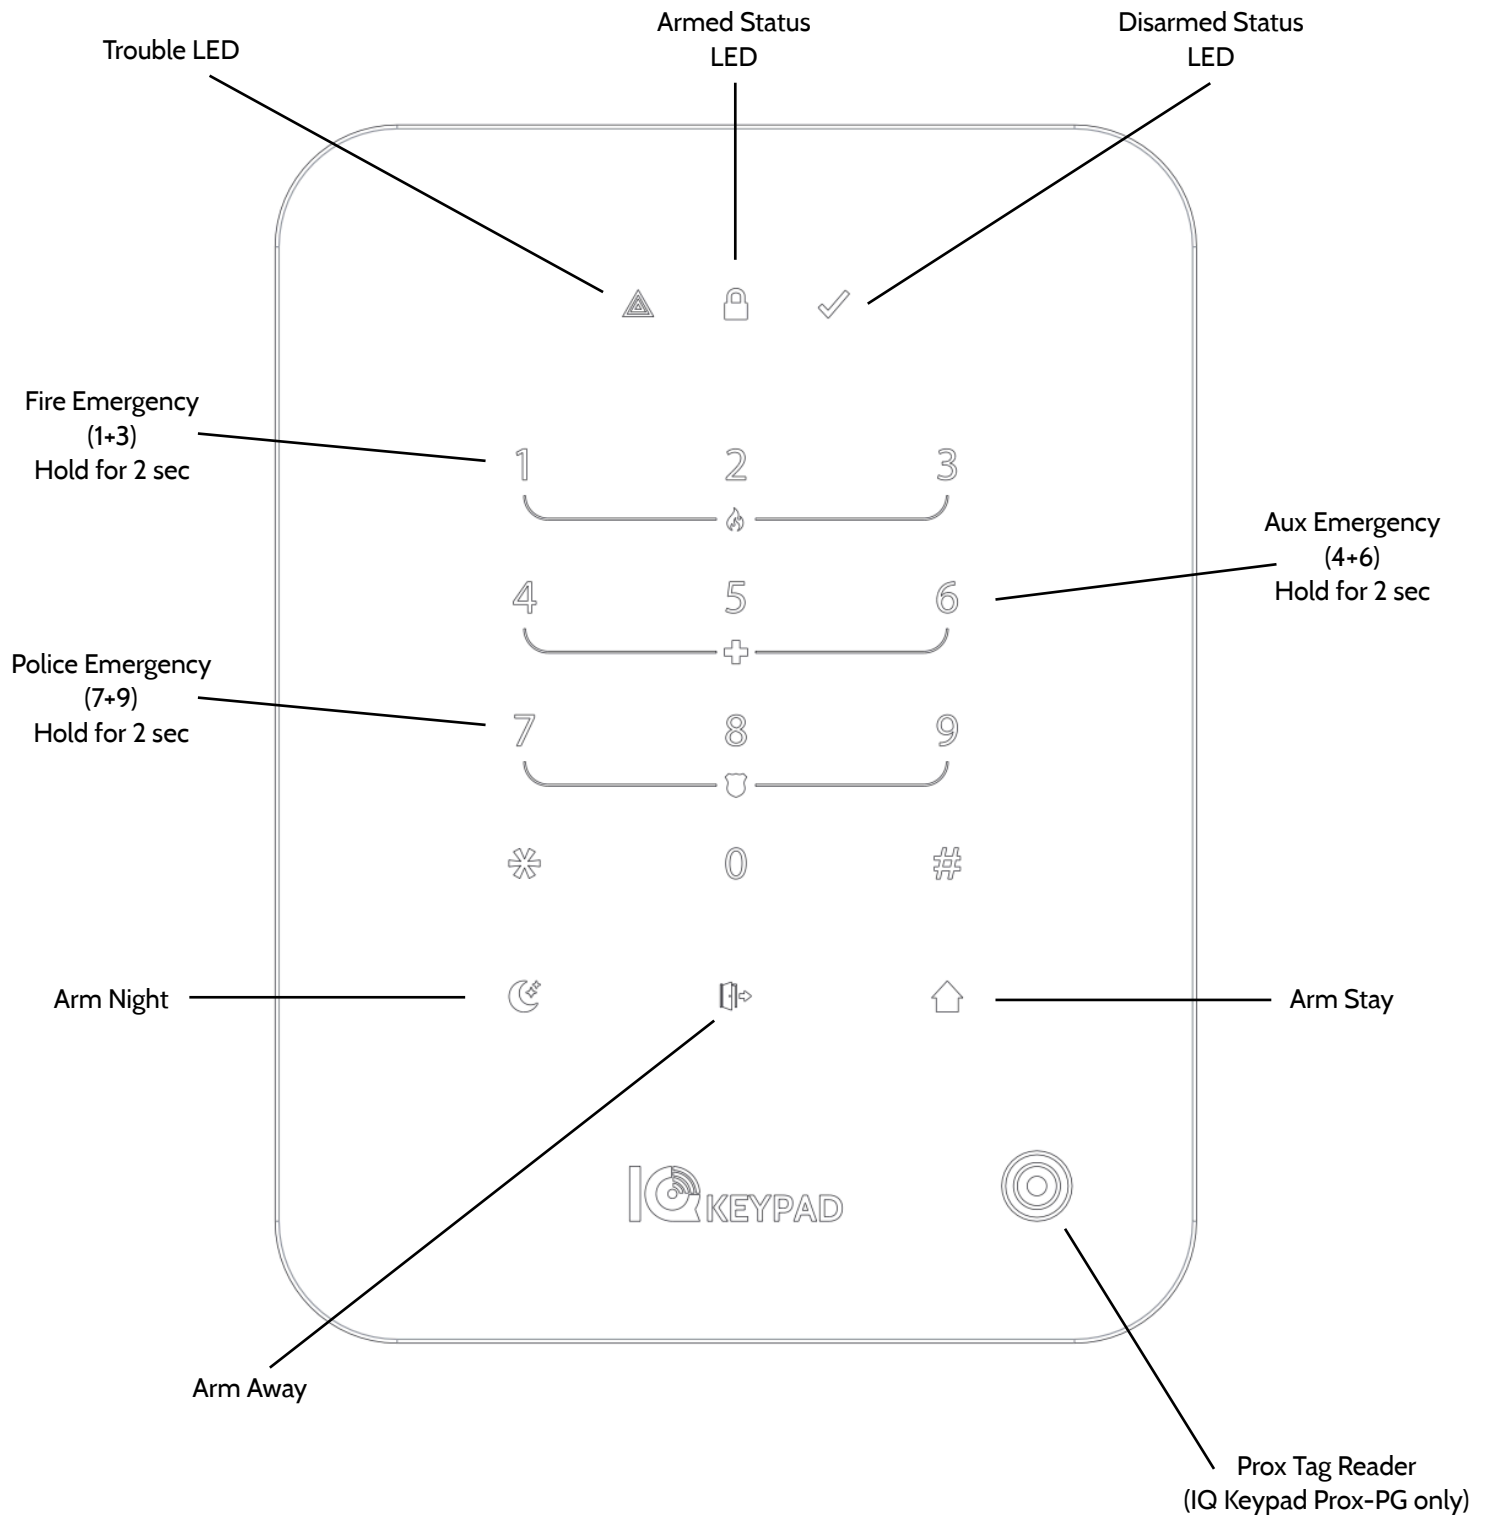 Armed Status
LED
Disarmed Status
LED
Trouble LED
Fire Emergency
(1+3)
Hold for 2 sec
1 2 3
Aux Emergency
(4+6)
Hold for 2 sec
4 5 6
Police Emergency
(7+9)
Hold for 2 sec
7 8 9
* 0 #
Arm Night
Arm Stay
IQ KEYPAD
Arm Away
Prox Tag Reader
(IQ Keypad Prox-PG only)